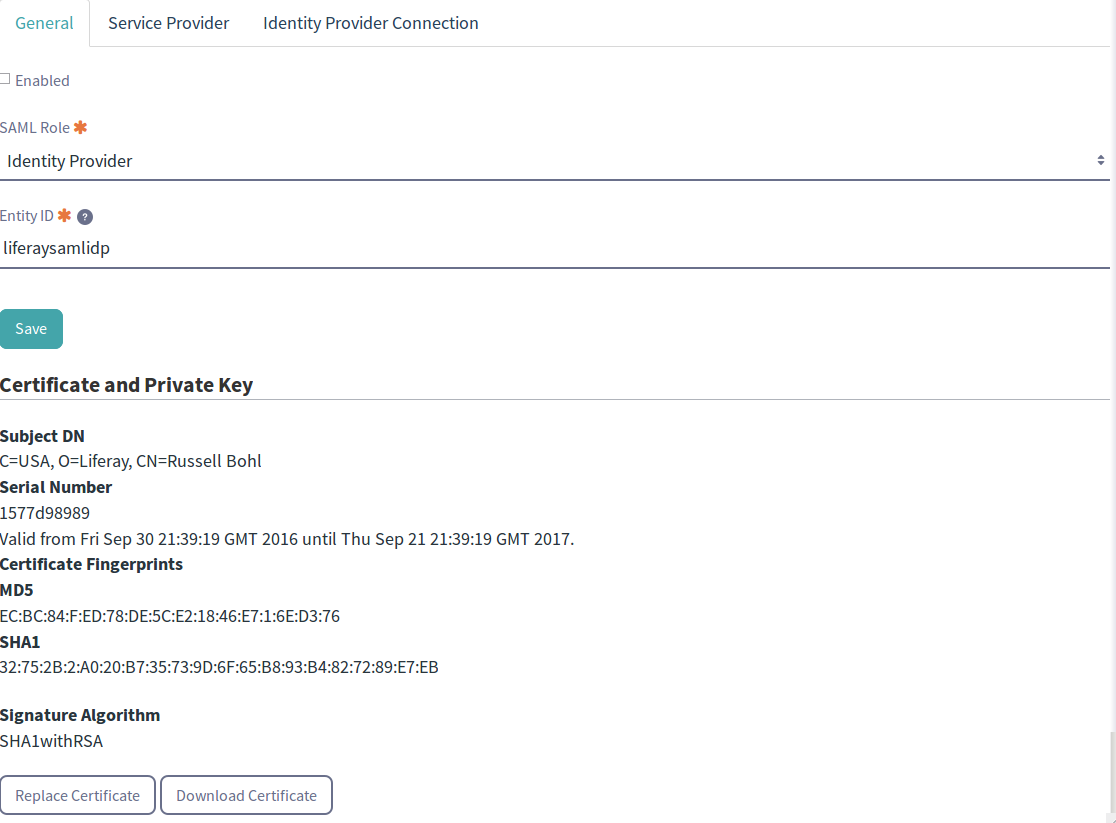 General Service Provider Identity Provider Connection
Enabled
SAML Role ✱
Identity Provider
Entity ID ✱ ?
liferaysamlidp
Save
Certificate and Private Key
Subject DN
C=USA, O=Liferay, CN=Russell Bohl
Serial Number
1577d98989
Valid from Fri Sep 30 21:39:19 GMT 2016 until Thu Sep 21 21:39:19 GMT 2017.
Certificate Fingerprints
MD5
EC:BC:84:F:ED:78:DE:5C:E2:18:46:E7:1:6E:D3:76
SHA1
32:75:2B:2:A0:20:B7:35:73:9D:6F:65:B8:93:B4:82:72:89:E7:EB
Signature Algorithm
SHA1withRSA
Replace Certificate Download Certificate